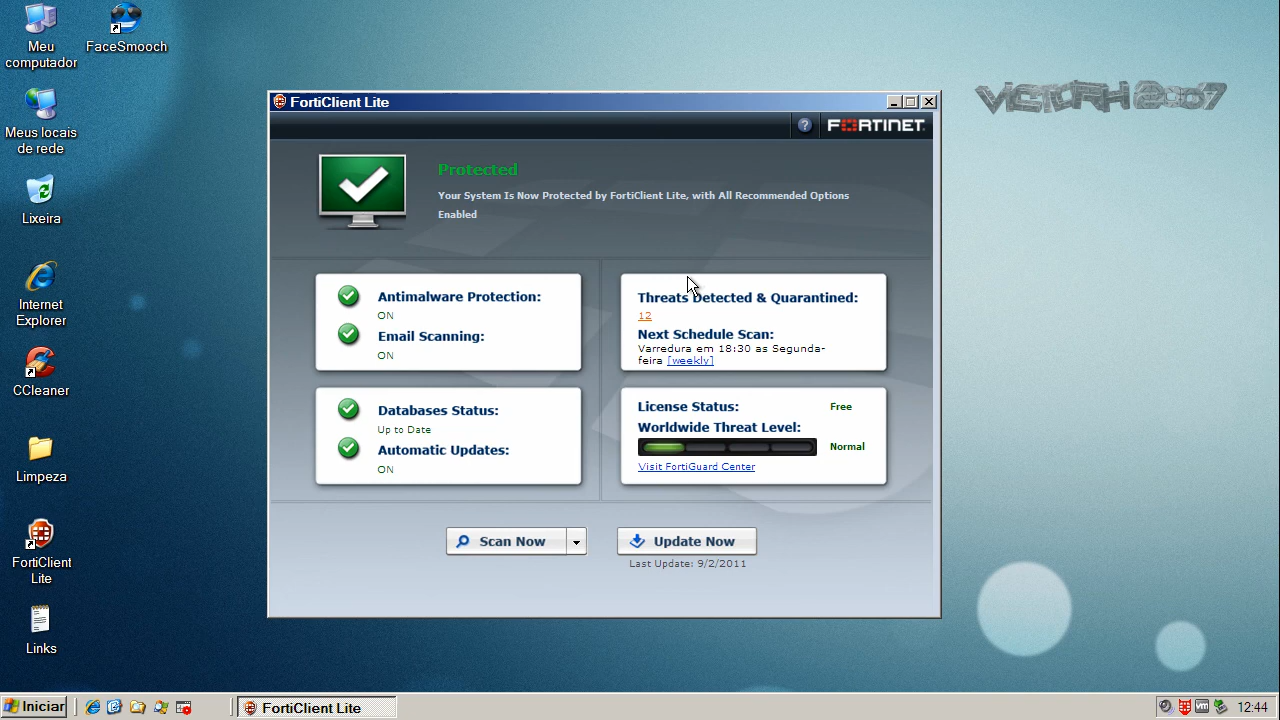 Meu
computador
FaceSmooch
Meus locais
de rede
Lixeira
Internet
Explorer
CCleaner
Limpeza
FortiClient
Lite
Links
VICTORH 2007
FortiClient Lite
?
FORTINET
Protected
Your System Is Now Protected by FortiClient Lite, with All Recommended Options
Enabled
Antimalware Protection:
ON
Email Scanning:
ON
Threats Detected & Quarantined:
12
Next Schedule Scan:
Varredura em 18:30 as Segunda-
feira [weekly]
Databases Status:
Up to Date
Automatic Updates:
ON
License Status: Free
Worldwide Threat Level:
Normal
Visit FortiGuard Center
Scan Now
Update Now
Last Update: 9/2/2011
Iniciar
FortiClient Lite
12:44